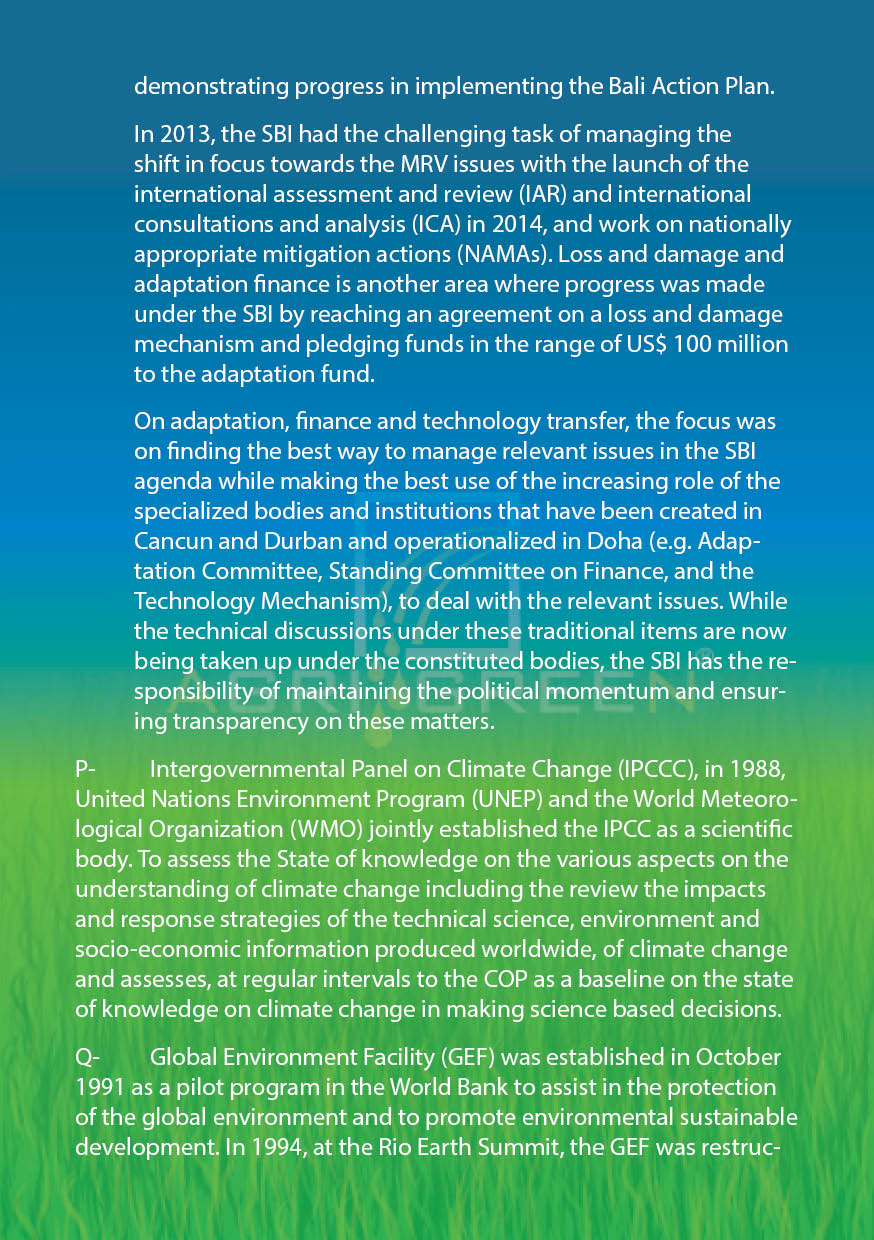 demonstrating progress in implementing the Bali Action Plan.
In 2013, the SBI had the challenging task of managing the
shift in focus towards the MRV issues with the launch of the
international assessment and review (IAR) and international
consultations and analysis (ICA) in 2014, and work on nationally
appropriate mitigation actions (NAMAs). Loss and damage and
adaptation finance is another area where progress was made
under the SBI by reaching an agreement on a loss and damage
mechanism and pledging funds in the range of US$ 100 million
to the adaptation fund.
On adaptation, finance and technology transfer, the focus was
on finding the best way to manage relevant issues in the SBI
agenda while making the best use of the increasing role of the
specialized bodies and institutions that have been created in
Cancun and Durban and operationalized in Doha (e.g. Adap-
tation Committee, Standing Committee on Finance, and the
Technology Mechanism), to deal with the relevant issues. While
the technical discussions under these traditional items are now
being taken up under the constituted bodies, the SBI has the re-
sponsibility of maintaining the political momentum and ensur-
ing transparency on these matters.
AGRI GREEN ®
P- Intergovernmental Panel on Climate Change (IPCCC), in 1988,
United Nations Environment Program (UNEP) and the World Meteoro-
logical Organization (WMO) jointly established the IPCC as a scientific
body. To assess the State of knowledge on the various aspects on the
understanding of climate change including the review the impacts
and response strategies of the technical science, environment and
socio-economic information produced worldwide, of climate change
and assesses, at regular intervals to the COP as a baseline on the state
of knowledge on climate change in making science based decisions.
Q- Global Environment Facility (GEF) was established in October
1991 as a pilot program in the World Bank to assist in the protection
of the global environment and to promote environmental sustainable
development. In 1994, at the Rio Earth Summit, the GEF was restruc-